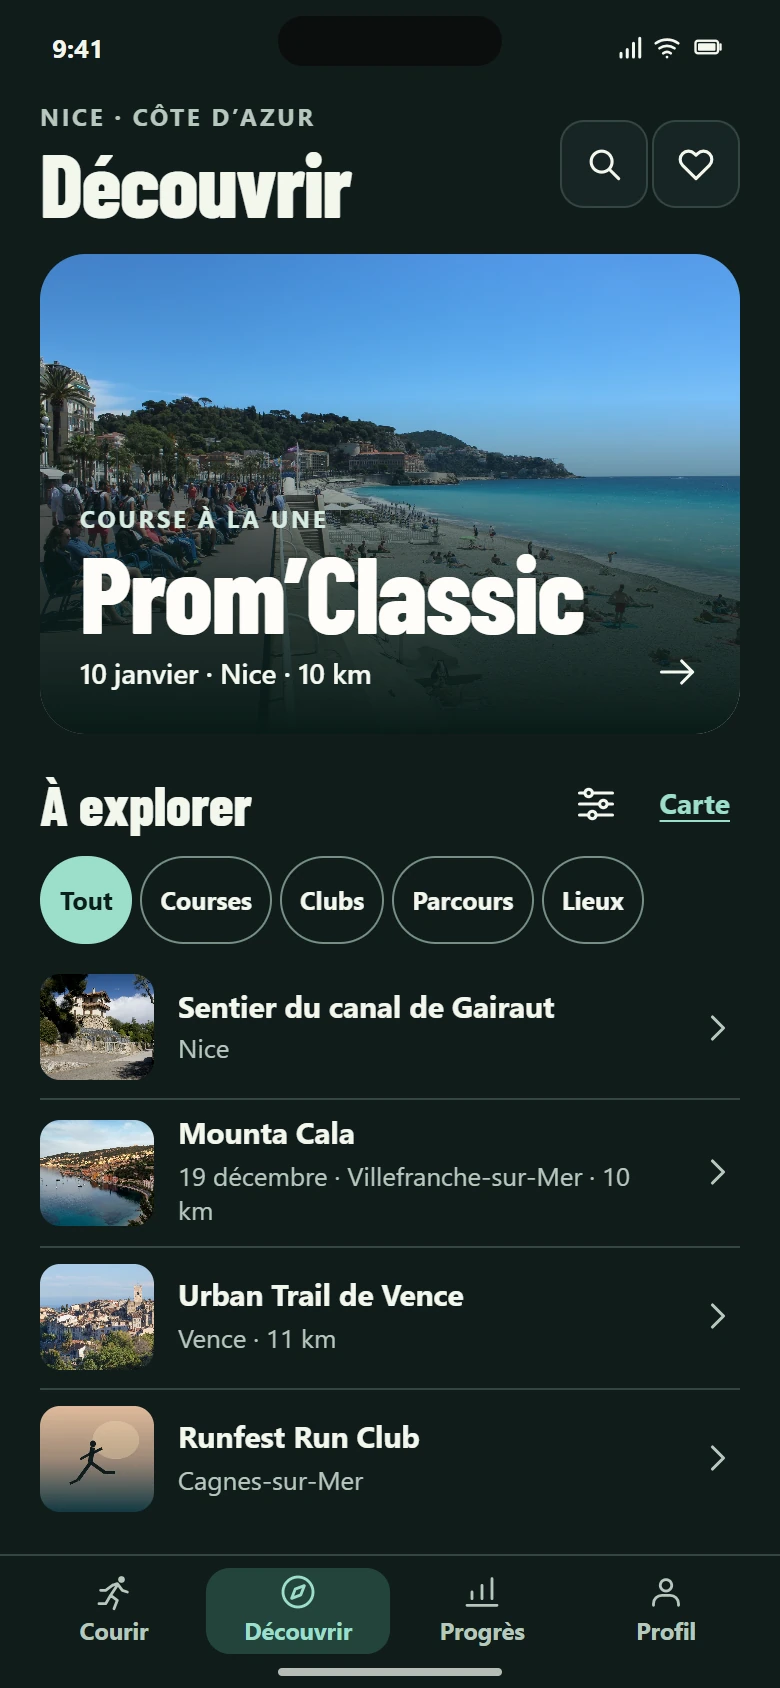 9:41
NICE · CÔTE D’AZUR
Découvrir
COURSE À LA UNE
Prom’Classic
10 janvier · Nice · 10 km
À explorer
Carte
Tout
Courses
Clubs
Parcours
Lieux
Sentier du canal de Gairaut
Nice
Mounta Cala
19 décembre · Villefranche-sur-Mer · 10
km
Urban Trail de Vence
Vence · 11 km
Runfest Run Club
Cagnes-sur-Mer
Courir
Découvrir
Progrès
Profil